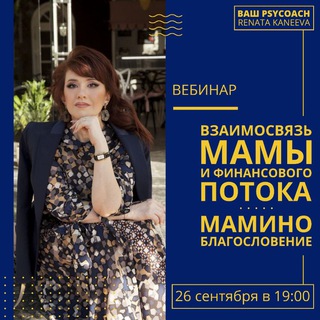 ВАШ PSYCOACH
RENATA KANEEVA
ВЕБИНАР
ВЗАИМОСВЯЗЬ
МАМЫ
И ФИНАНСОВОГО
ПОТОКА
МАМИНО
БЛАГОСЛОВЕНИЕ
26 сентября в 19:00